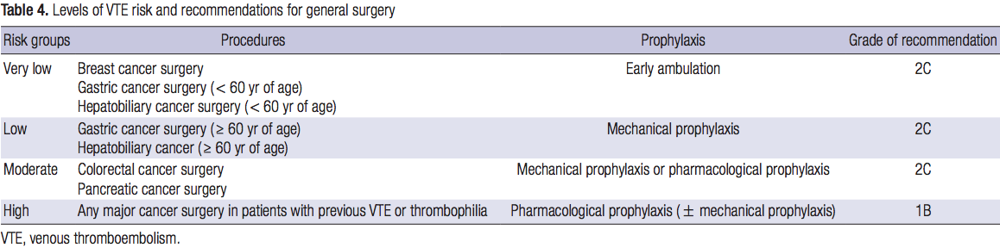 Table 4. Levels of VTE risk and recommendations for general surgery
Risk groups Procedures Prophylaxis Grade of recommendation
Very low Breast cancer surgery Early ambulation 2C
Gastric cancer surgery (< 60 yr of age)
Hepatobiliary cancer surgery (< 60 yr of age)
Low Gastric cancer surgery (≥ 60 yr of age) Mechanical prophylaxis 2C
Hepatobiliary cancer (≥ 60 yr of age)
Moderate Colorectal cancer surgery Mechanical prophylaxis or pharmacological prophylaxis 2C
Pancreatic cancer surgery
High Any major cancer surgery in patients with previous VTE or thrombophilia Pharmacological prophylaxis (± mechanical prophylaxis) 1B
VTE, venous thromboembolism.